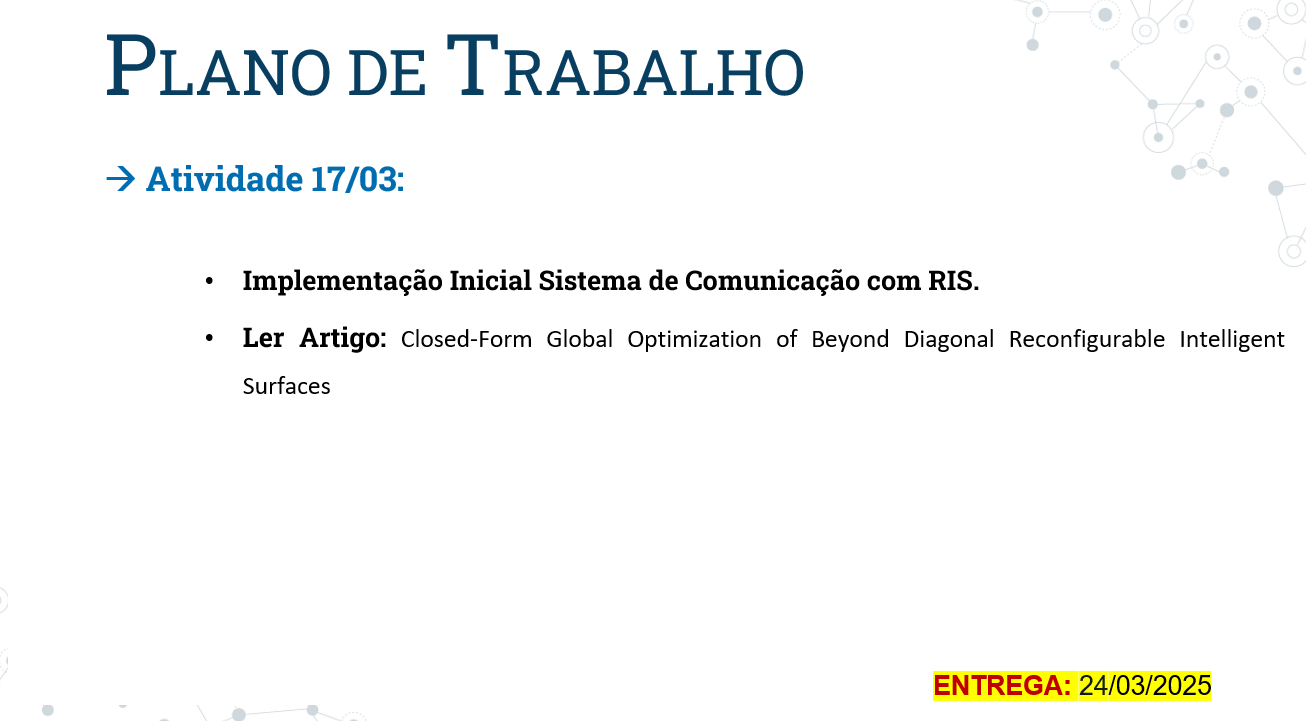 PLANO DE TRABALHO
→ Atividade 17/03:
• Implementação Inicial Sistema de Comunicação com RIS.
• Ler Artigo: Closed-Form Global Optimization of Beyond Diagonal Reconfigurable Intelligent
Surfaces
ENTREGA: 24/03/2025